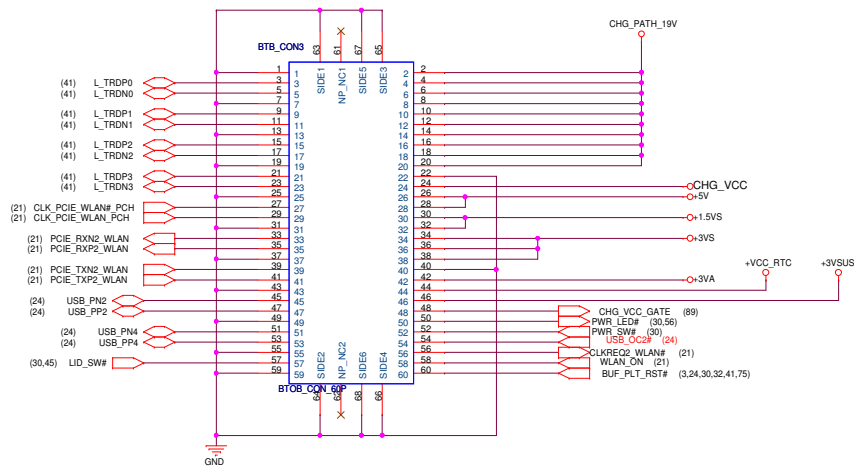 CHG_PATH_19V
BTB_CON3
63 61 67 65
SIDE1 NP_NC1 SIDE5 SIDE3
1 1 2 2
(41) L_TRDP0 3 3 4 4
(41) L_TRDN0 5 5 6 6
7 7 8 8
(41) L_TRDP1 9 9 10 10
(41) L_TRDN1 11 11 12 12
13 13 14 14
(41) L_TRDP2 15 15 16 16
(41) L_TRDN2 17 17 18 18
19 19 20 20
(41) L_TRDP3 21 21 22 22
(41) L_TRDN3 23 23 24 24 CHG_VCC
25 25 26 26 +5V
(21) CLK_PCIE_WLAN#_PCH 27 27 28 28
(21) CLK_PCIE_WLAN_PCH 29 29 30 30 +1.5VS
31 31 32 32
(21) PCIE_RXN2_WLAN 33 33 34 34 +3VS
(21) PCIE_RXP2_WLAN 35 35 36 36
37 37 38 38
(21) PCIE_TXN2_WLAN 39 39 40 40
+VCC_RTC +3VSUS
(21) PCIE_TXP2_WLAN 41 41 42 42 +3VA
43 43 44 44
(24) USB_PN2 45 45 46 46
(24) USB_PP2 47 47 48 48 CHG_VCC_GATE (89)
49 49 50 50 PWR_LED# (30,56)
(24) USB_PN4 51 51 52 52 PWR_SW# (30)
(24) USB_PP4 53 53 54 54 USB_OC2# (24)
55 55 56 56 CLKREQ2_WLAN# (21)
(30,45) LID_SW# 57 57 58 58 WLAN_ON (21)
59 59 60 60 BUF_PLT_RST# (3,24,30,32,41,75)
SIDE2 NP_NC2 SIDE6 SIDE4
BTOB_CON_60P
64 62 68 66
GND